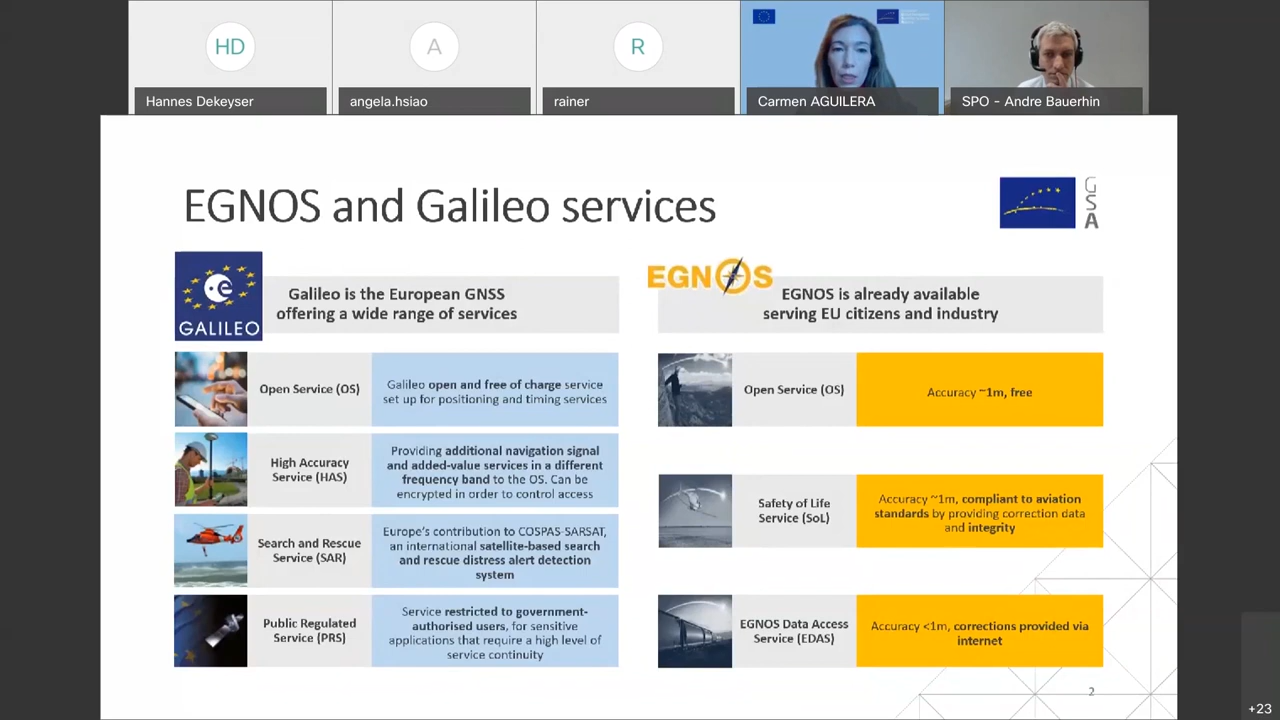 HD
A
R
Hannes Dekeyser
angela.hsiao
rainer
Carmen AGUILERA
SPO - Andre Bauerhin
EGNOS and Galileo services
GSA
GALILEO
Galileo is the European GNSS
offering a wide range of services
Open Service (OS)
Galileo open and free of charge service
set up for positioning and timing services
High Accuracy
Service (HAS)
Providing additional navigation signal
and added-value services in a different
frequency band to the OS. Can be
encrypted in order to control access
Search and Rescue
Service (SAR)
Europe's contribution to COSPAS-SARSAT,
an international satellite-based search
and rescue distress alert detection
system
Public Regulated
Service (PRS)
Service restricted to government-
authorised users, for sensitive
applications that require a high level of
service continuity
EGNOS
EGNOS is already available
serving EU citizens and industry
Open Service (OS)
Accuracy ~1m, free
Safety of Life
Service (SoL)
Accuracy ~1m, compliant to aviation
standards by providing correction data
and integrity
EGNOS Data Access
Service (EDAS)
Accuracy <1m, corrections provided via
internet
2
+23